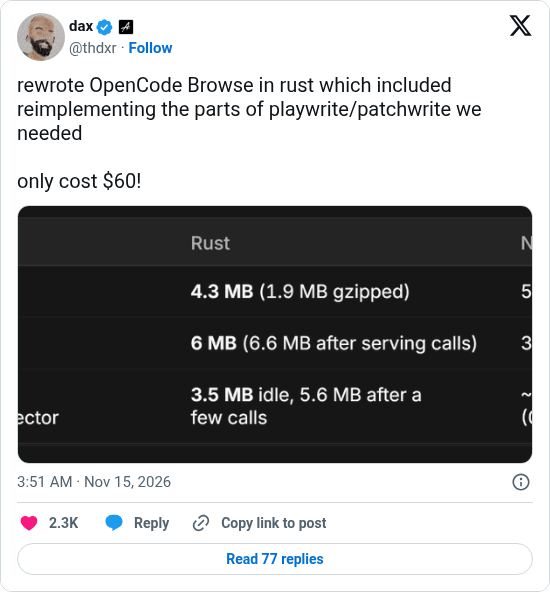 dax
@thdxr · Follow
rewrote OpenCode Browse in rust which included
reimplementing the parts of playwrite/patchwrite we
needed
only cost $60!
Rust
N
4.3 MB (1.9 MB gzipped)
5
6 MB (6.6 MB after serving calls)
3
3.5 MB idle, 5.6 MB after a
~
ector
few calls
(
3:51 AM · Nov 15, 2026
2.3K
Reply
Copy link to post
Read 77 replies